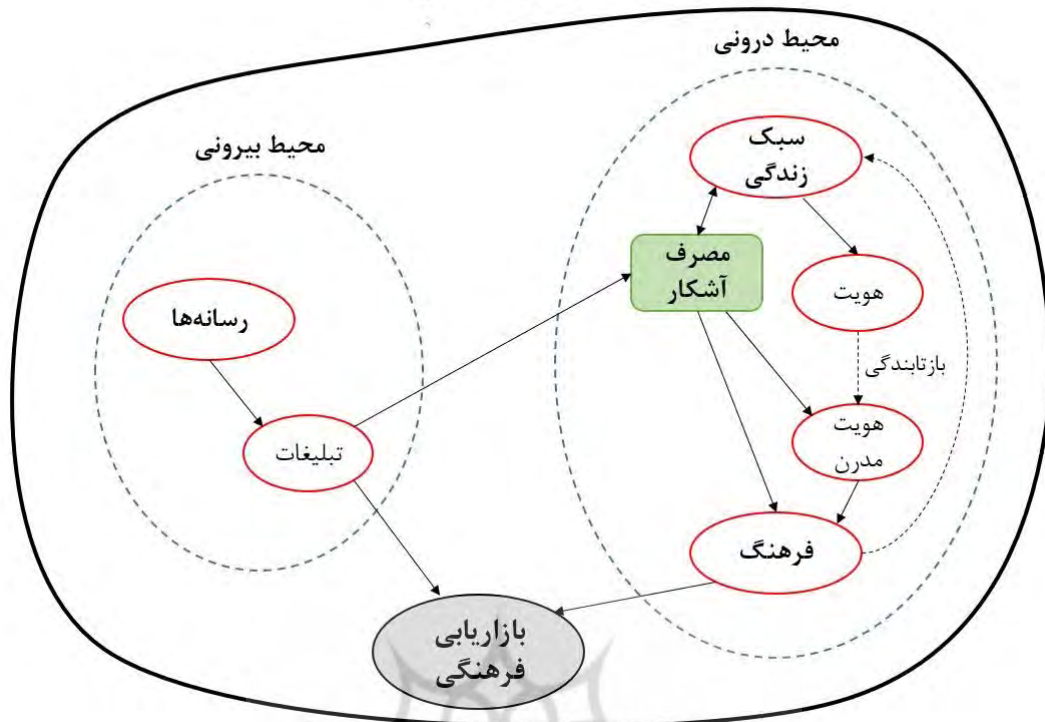 محیط درونی
سبک
زندگی
محیط بیرونی
مصرف
آشکار
هویت
رسانه‌ها
بازتابندگی
هویت
مدرن
تبلیغات
فرهنگ
بازاریابی
فرهنگی